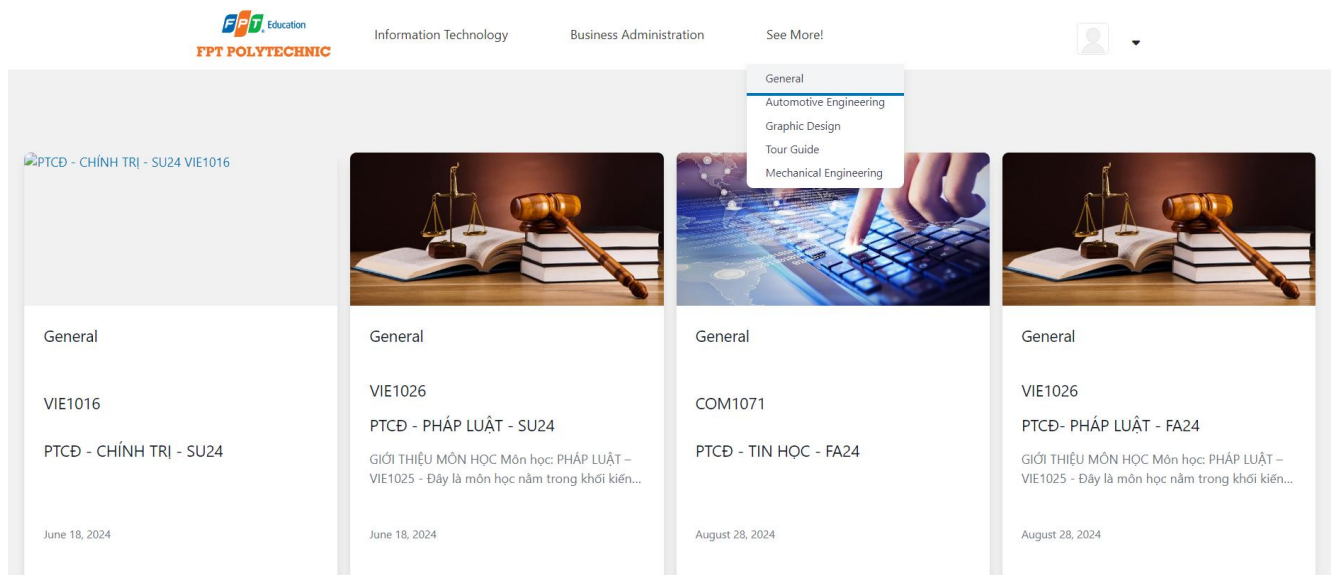 FPT Education
FPT POLYTECHNIC
Information Technology
Business Administration
See More!
General
Automotive Engineering
Graphic Design
Tour Guide
Mechanical Engineering
PTCĐ - CHÍNH TRỊ - SU24 VIE1016
General
VIE1016
PTCĐ - CHÍNH TRỊ - SU24
June 18, 2024
General
VIE1026
PTCĐ - PHÁP LUẬT - SU24
GIỚI THIỆU MÔN HỌC Môn học: PHÁP LUẬT –
VIE1025 - Đây là môn học nằm trong khối kiến...
June 18, 2024
General
COM1071
PTCĐ - TIN HỌC - FA24
August 28, 2024
General
VIE1026
PTCĐ- PHÁP LUẬT - FA24
GIỚI THIỆU MÔN HỌC Môn học: PHÁP LUẬT –
VIE1025 - Đây là môn học nằm trong khối kiến...
August 28, 2024